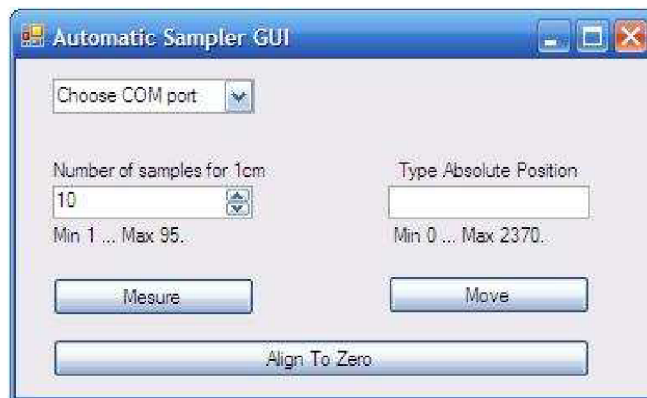 Automatic Sampler GUI
Choose COM port
Number of samples for 1cm
Type Absolute Position
10
Min 1 ... Max 95.
Min 0 ... Max 2370.
Mesure
Move
Align To Zero